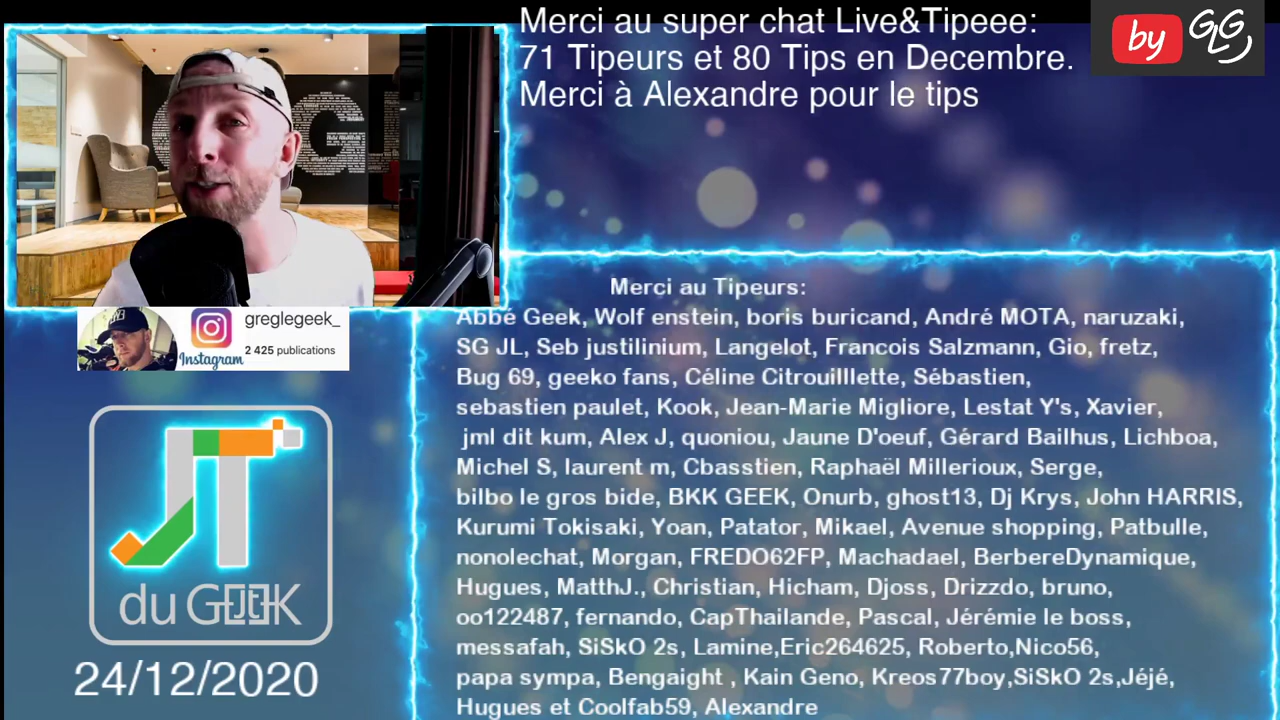 Merci au super chat Live&Tipeee:
71 Tipeurs et 80 Tips en Decembre.
Merci à Alexandre pour le tips
by GLG
greglegeek_
2 425 publications
Instagram
JT
du GEEK
24/12/2020
Merci au Tipeurs:
Abbé Geek, Wolf enstein, boris buricand, André MOTA, naruzaki,
SG JL, Seb justilinium, Langelot, Francois Salzmann, Gio, fretz,
Bug 69, geeko fans, Céline Citrouilllette, Sébastien,
sebastien paulet, Kook, Jean-Marie Migliore, Lestat Y's, Xavier,
jml dit kum, Alex J, quoniou, Jaune D'oeuf, Gérard Bailhus, Lichboa,
Michel S, laurent m, Cbasstien, Raphaël Millerioux, Serge,
bilbo le gros bide, BKK GEEK, Onurb, ghost13, Dj Krys, John HARRIS,
Kurumi Tokisaki, Yoan, Patator, Mikael, Avenue shopping, Patbulle,
nonolechat, Morgan, FREDO62FP, Machadael, BerbereDynamique,
Hugues, MatthJ., Christian, Hicham, Djoss, Drizzdo, bruno,
oo122487, fernando, CapThailande, Pascal, Jérémie le boss,
messafah, SiSkO 2s, Lamine,Eric264625, Roberto,Nico56,
papa sympa, Bengaight , Kain Geno, Kreos77boy,SiSkO 2s,Jéjé,
Hugues et Coolfab59, Alexandre